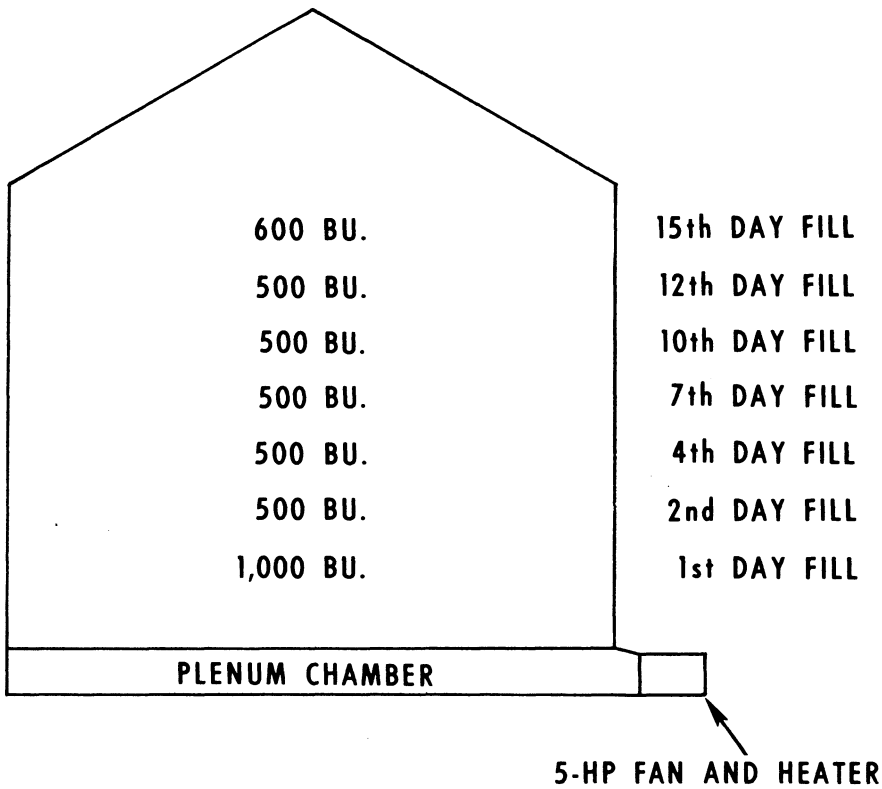 600 BU. 15th DAY FILL
500 BU. 12th DAY FILL
500 BU. 10th DAY FILL
500 BU. 7th DAY FILL
500 BU. 4th DAY FILL
500 BU. 2nd DAY FILL
1,000 BU. 1st DAY FILL
PLENUM CHAMBER
5-HP FAN AND HEATER